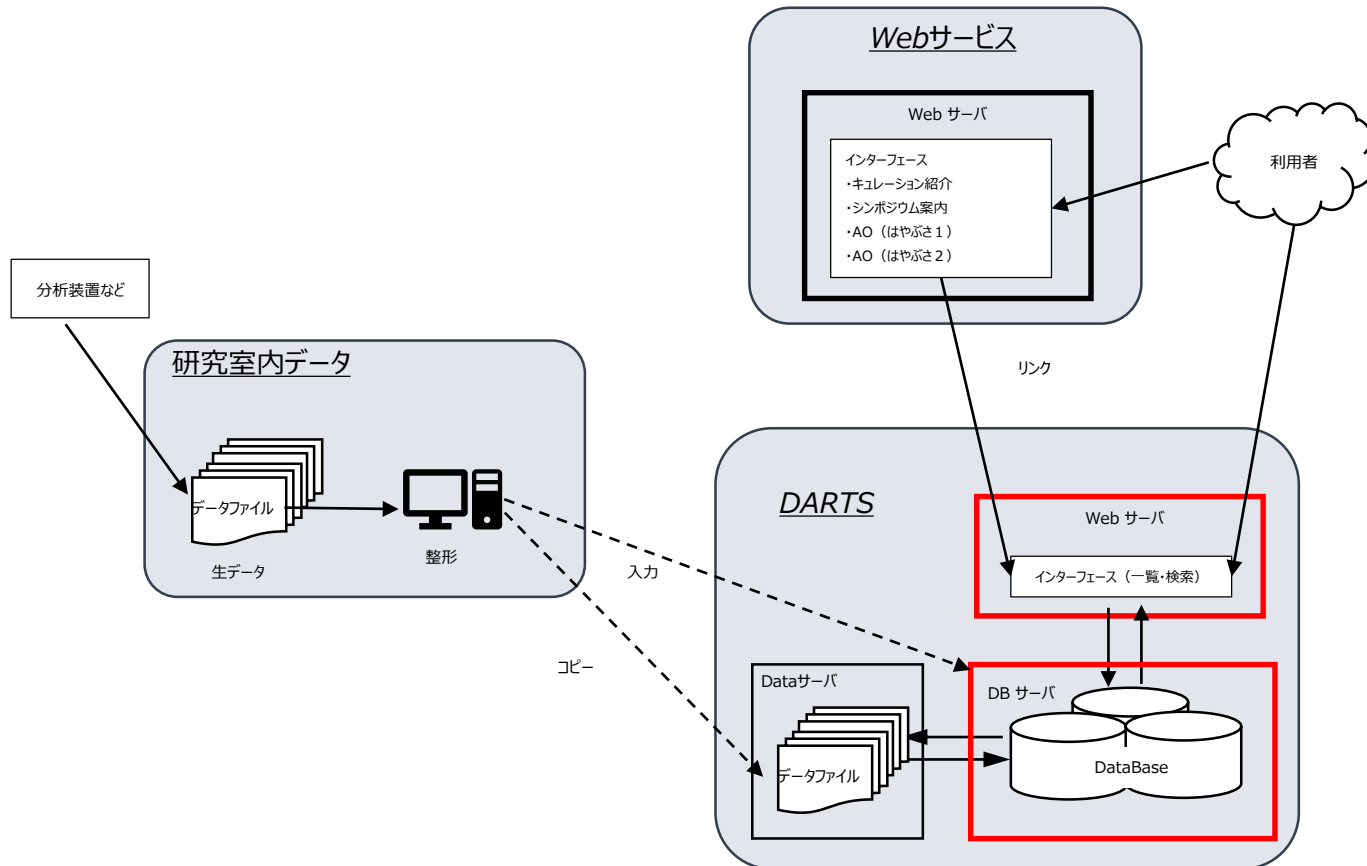 Webサービス
Web サーバ
インターフェース
・キュレーション紹介
・シンポジウム案内
・AO（はやぶさ１）
・AO（はやぶさ２）
利用者
分析装置など
研究室内データ
データファイル
生データ
整形
リンク
入力
コピー
DARTS
Web サーバ
インターフェース（一覧・検索）
Dataサーバ
データファイル
DB サーバ
DataBase